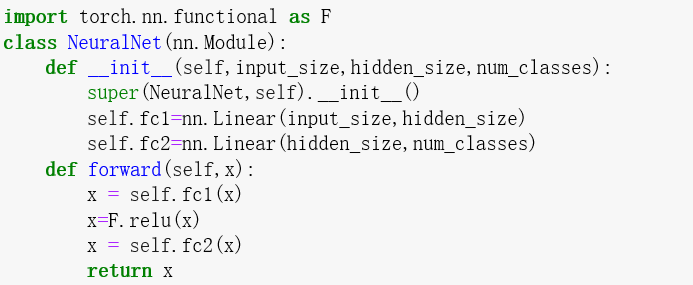 import torch.nn.functional as F
class NeuralNet(nn.Module):
    def __init__(self,input_size,hidden_size,num_classes):
        super(NeuralNet,self).__init__()
        self.fc1=nn.Linear(input_size,hidden_size)
        self.fc2=nn.Linear(hidden_size,num_classes)
    def forward(self,x):
        x = self.fc1(x)
        x=F.relu(x)
        x = self.fc2(x)
        return x